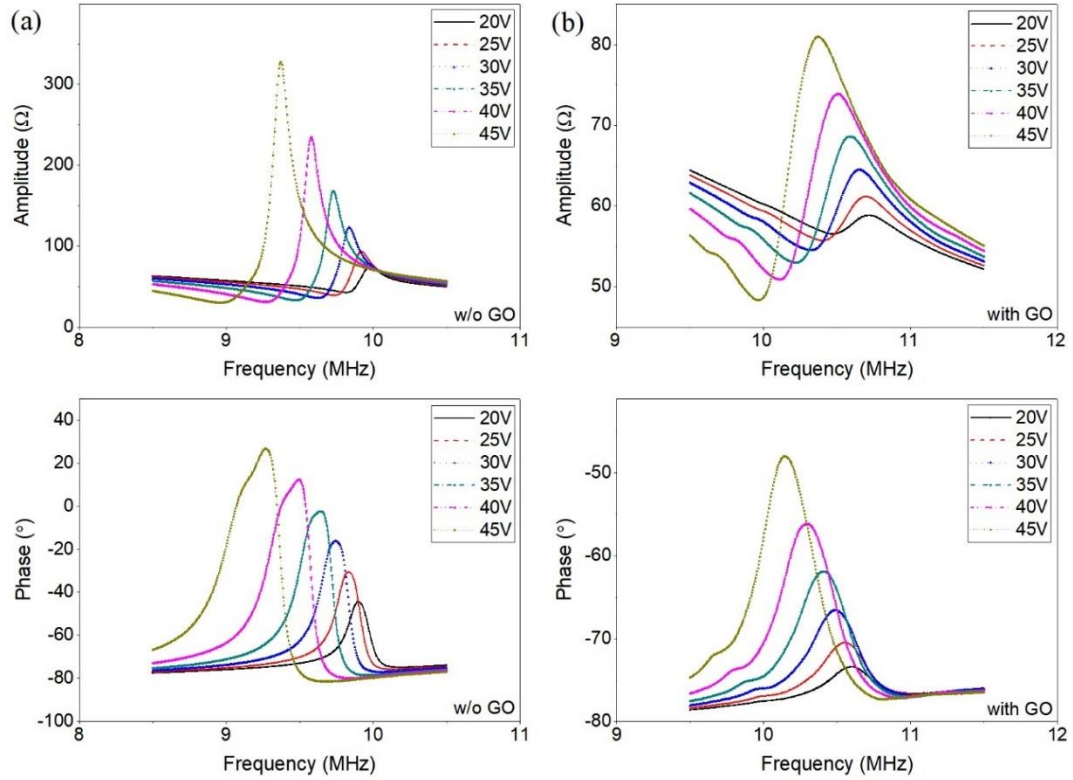 (a)
Amplitude (Ω)
300
200
100
0
20V
25V
30V
35V
40V
45V
w/o GO
9
10
11
Frequency (MHz)
(b)
Amplitude (Ω)
80
70
60
50
20V
25V
30V
35V
40V
45V
with GO
9
10
11
12
Frequency (MHz)
Phase (°)
40
20
0
-20
-40
-60
-80
-100
20V
25V
30V
35V
40V
45V
w/o GO
8
9
10
11
Frequency (MHz)
Phase (°)
-50
-60
-70
-80
20V
25V
30V
35V
40V
45V
with GO
9
10
11
12
Frequency (MHz)